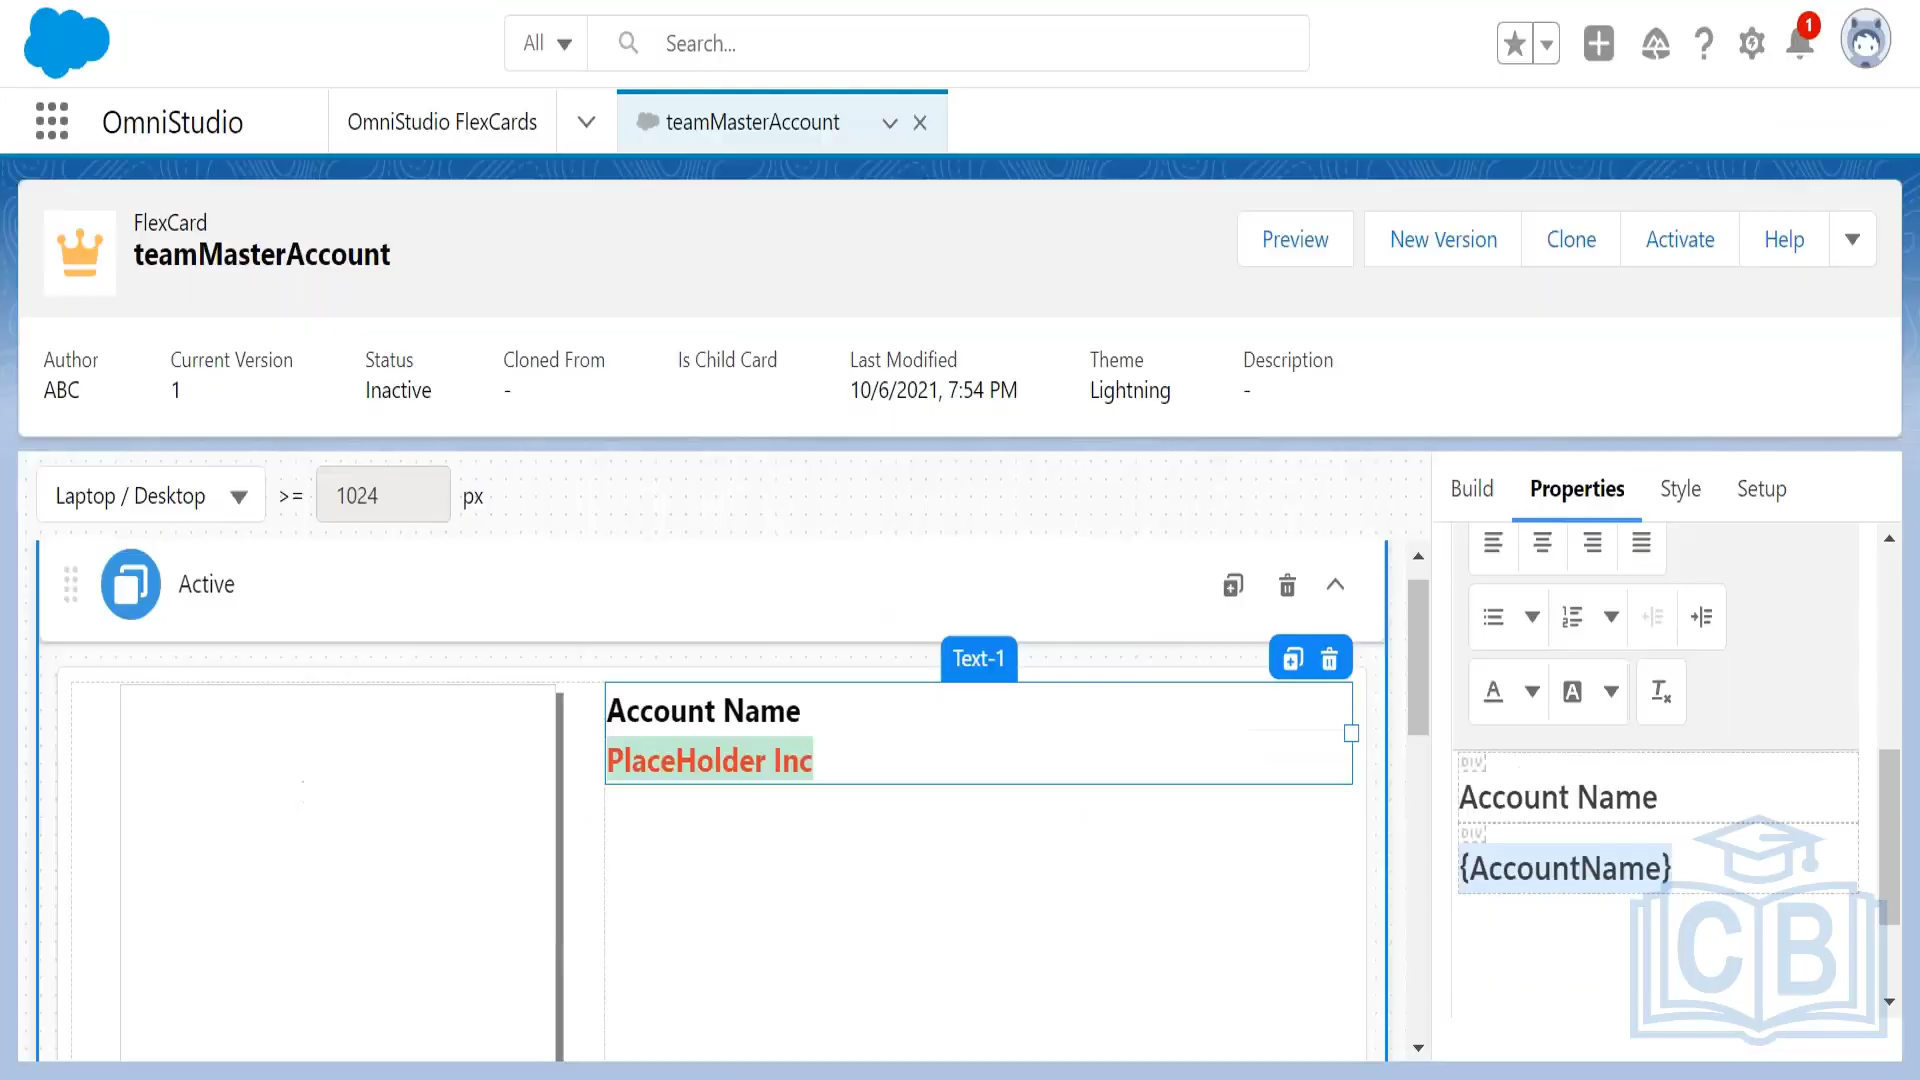 All Search...
1
OmniStudio OmniStudio FlexCards teamMasterAccount
FlexCard
teamMasterAccount
Preview New Version Clone Activate Help
Author Current Version Status Cloned From Is Child Card Last Modified Theme Description
ABC 1 Inactive - 10/6/2021, 7:54 PM Lightning -
Laptop / Desktop >= 1024 px
Build Properties Style Setup
Active
Text-1
Account Name
PlaceHolder Inc
DIV
Account Name
DIV
{AccountName}
CB